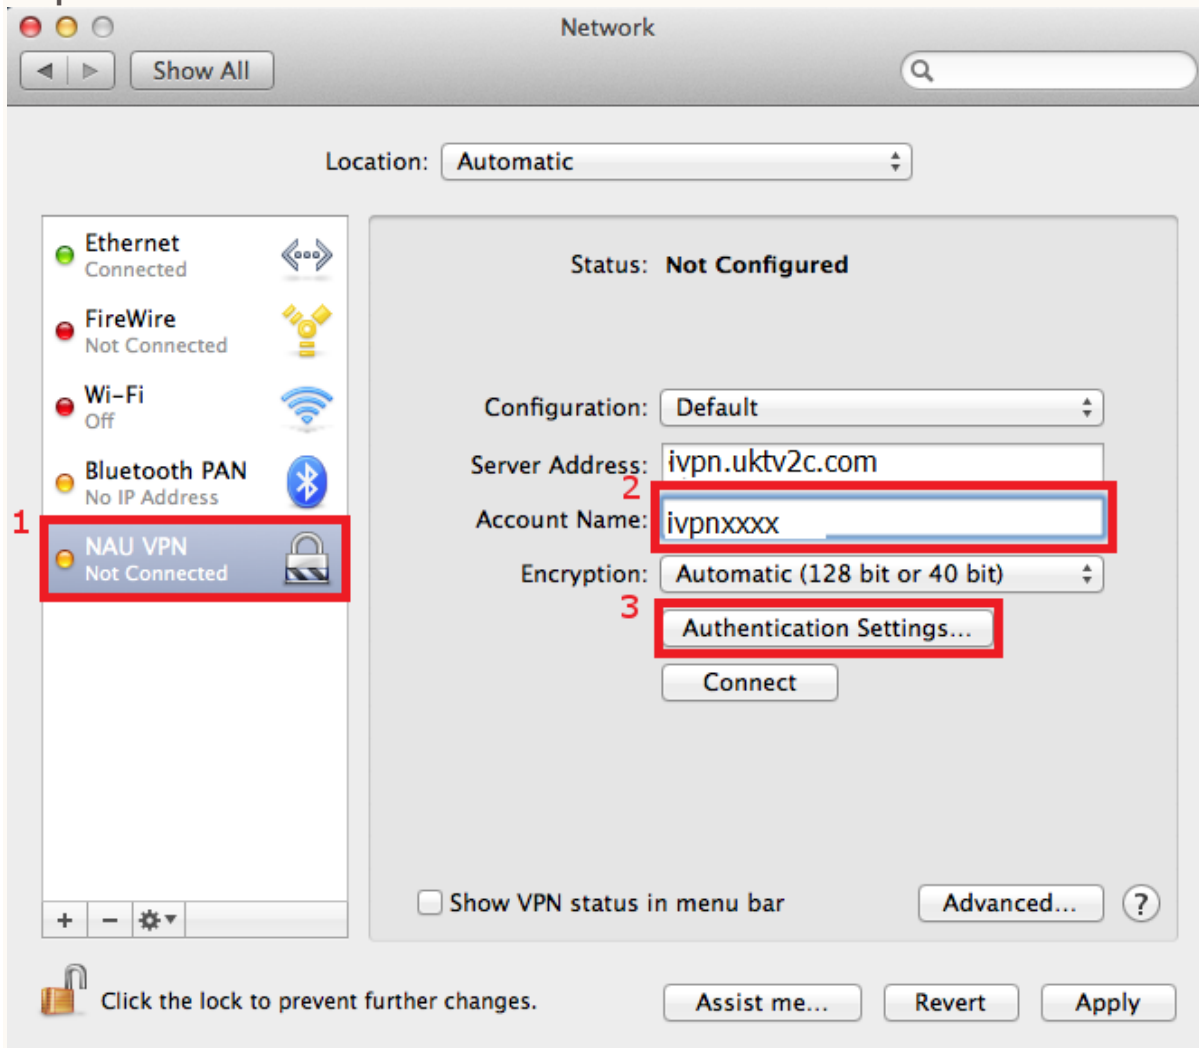 Network
Show All
Location: Automatic
Ethernet
Connected
FireWire
Not Connected
Wi-Fi
Off
Bluetooth PAN
No IP Address
1
NAU VPN
Not Connected
Status: Not Configured
Configuration: Default
Server Address: ivpn.uktv2c.com
2
Account Name: ivpnxxxx
Encryption: Automatic (128 bit or 40 bit)
3
Authentication Settings...
Connect
Show VPN status in menu bar
Advanced... ?
+ −
Click the lock to prevent further changes.
Assist me... Revert Apply